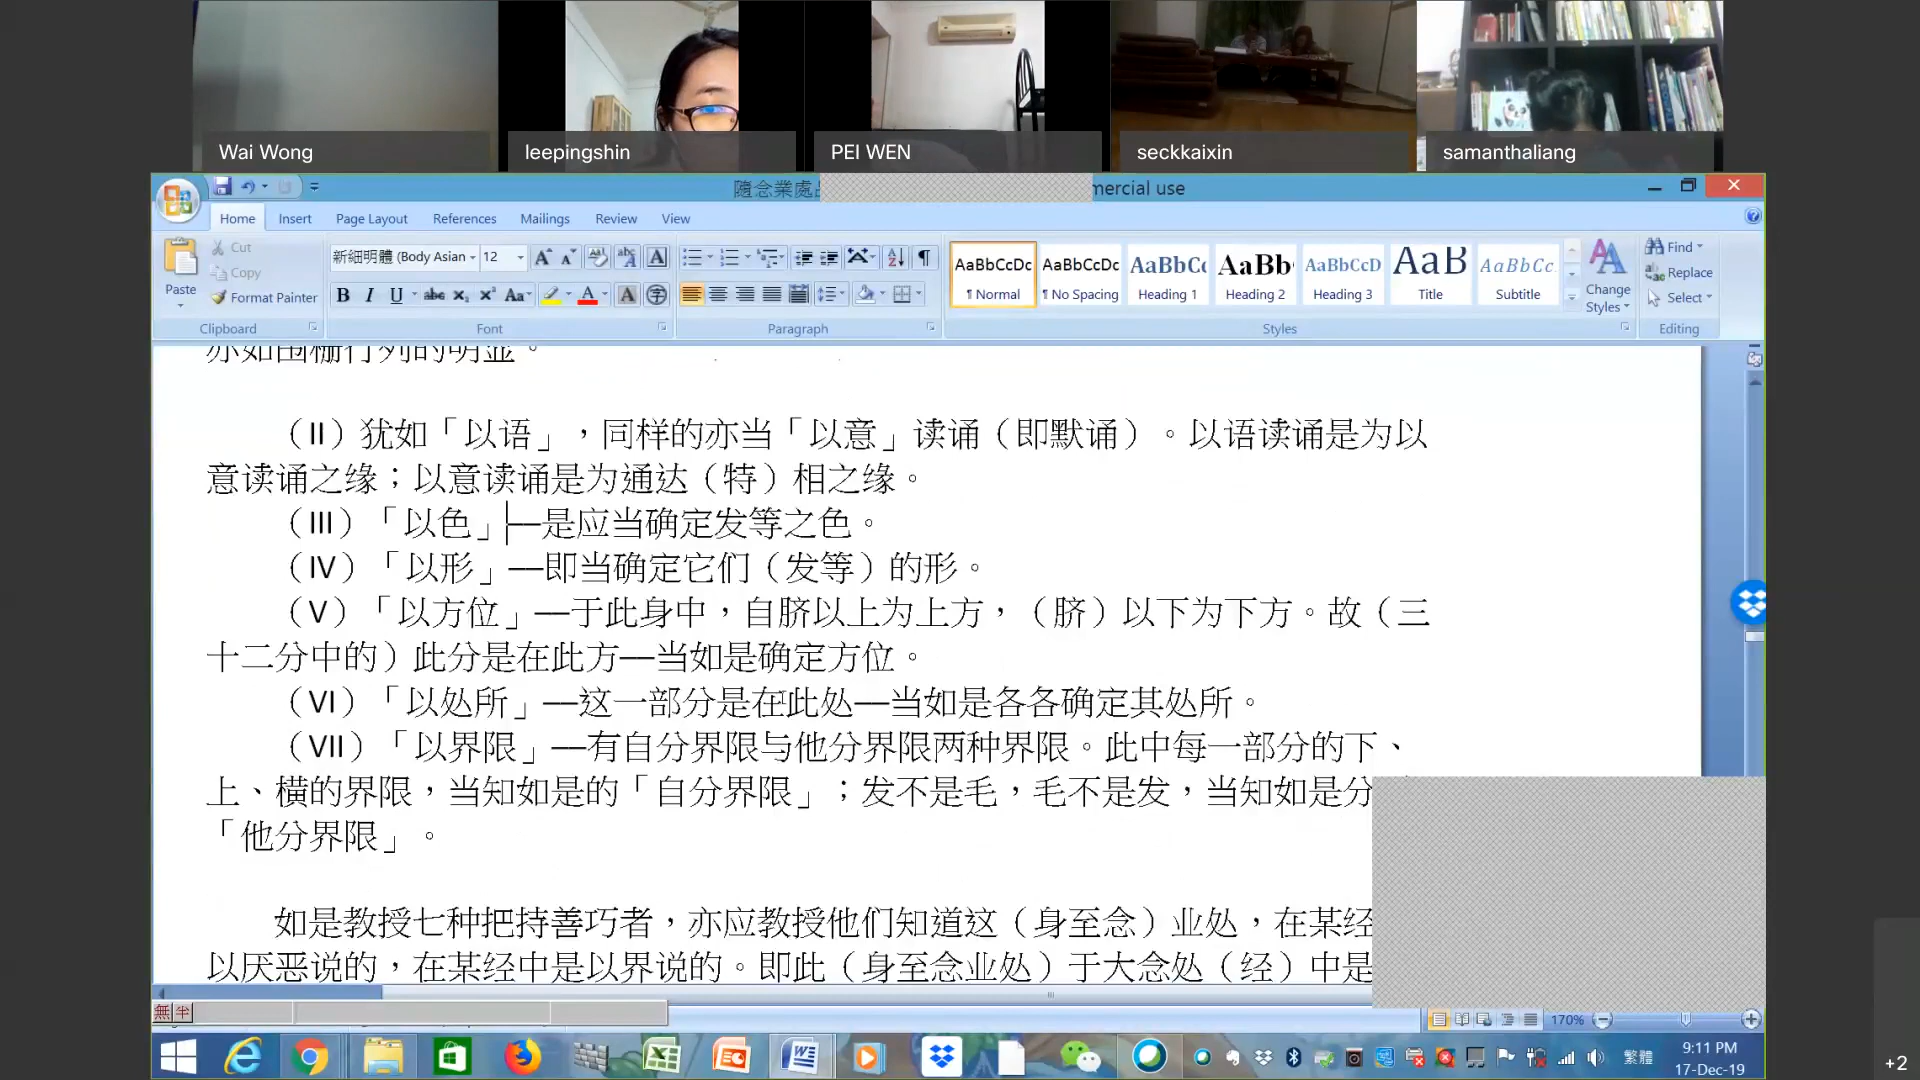 Wai Wong
leepingshin
PEI WEN
seckkaixin
samanthaliang
隨念業處
mercial use
Home Insert Page Layout References Mailings Review View
Cut
Copy
Format Painter
Paste
新細明體 (Body Asian 12
AaBbCcDc AaBbCcDc AaBbCc AaBb AaBbCcD AaB AaBbCc
¶ Normal ¶ No Spacing Heading 1 Heading 2 Heading 3 Title Subtitle
Change Styles
Find
Replace
Select
Clipboard Font Paragraph Styles Editing
亦如围栅行列的明显。
（II）犹如「以语」，同样的亦当「以意」读诵（即默诵）。以语读诵是为以
意读诵之缘；以意读诵是为通达（特）相之缘。
（III）「以色」──是应当确定发等之色。
（IV）「以形」──即当确定它们（发等）的形。
（V）「以方位」──于此身中，自脐以上为上方，（脐）以下为下方。故（三
十二分中的）此分是在此方──当如是确定方位。
（VI）「以处所」──这一部分是在此处──当如是各各确定其处所。
（VII）「以界限」──有自分界限与他分界限两种界限。此中每一部分的下、
上、横的界限，当知如是的「自分界限」；发不是毛，毛不是发，当知如是分
「他分界限」。
如是教授七种把持善巧者，亦应教授他们知道这（身至念）业处，在某经
以厌恶说的，在某经中是以界说的。即此（身至念业处）于大念处（经）中是
無 半
170%
繁體
9:11 PM
17-Dec-19
+2